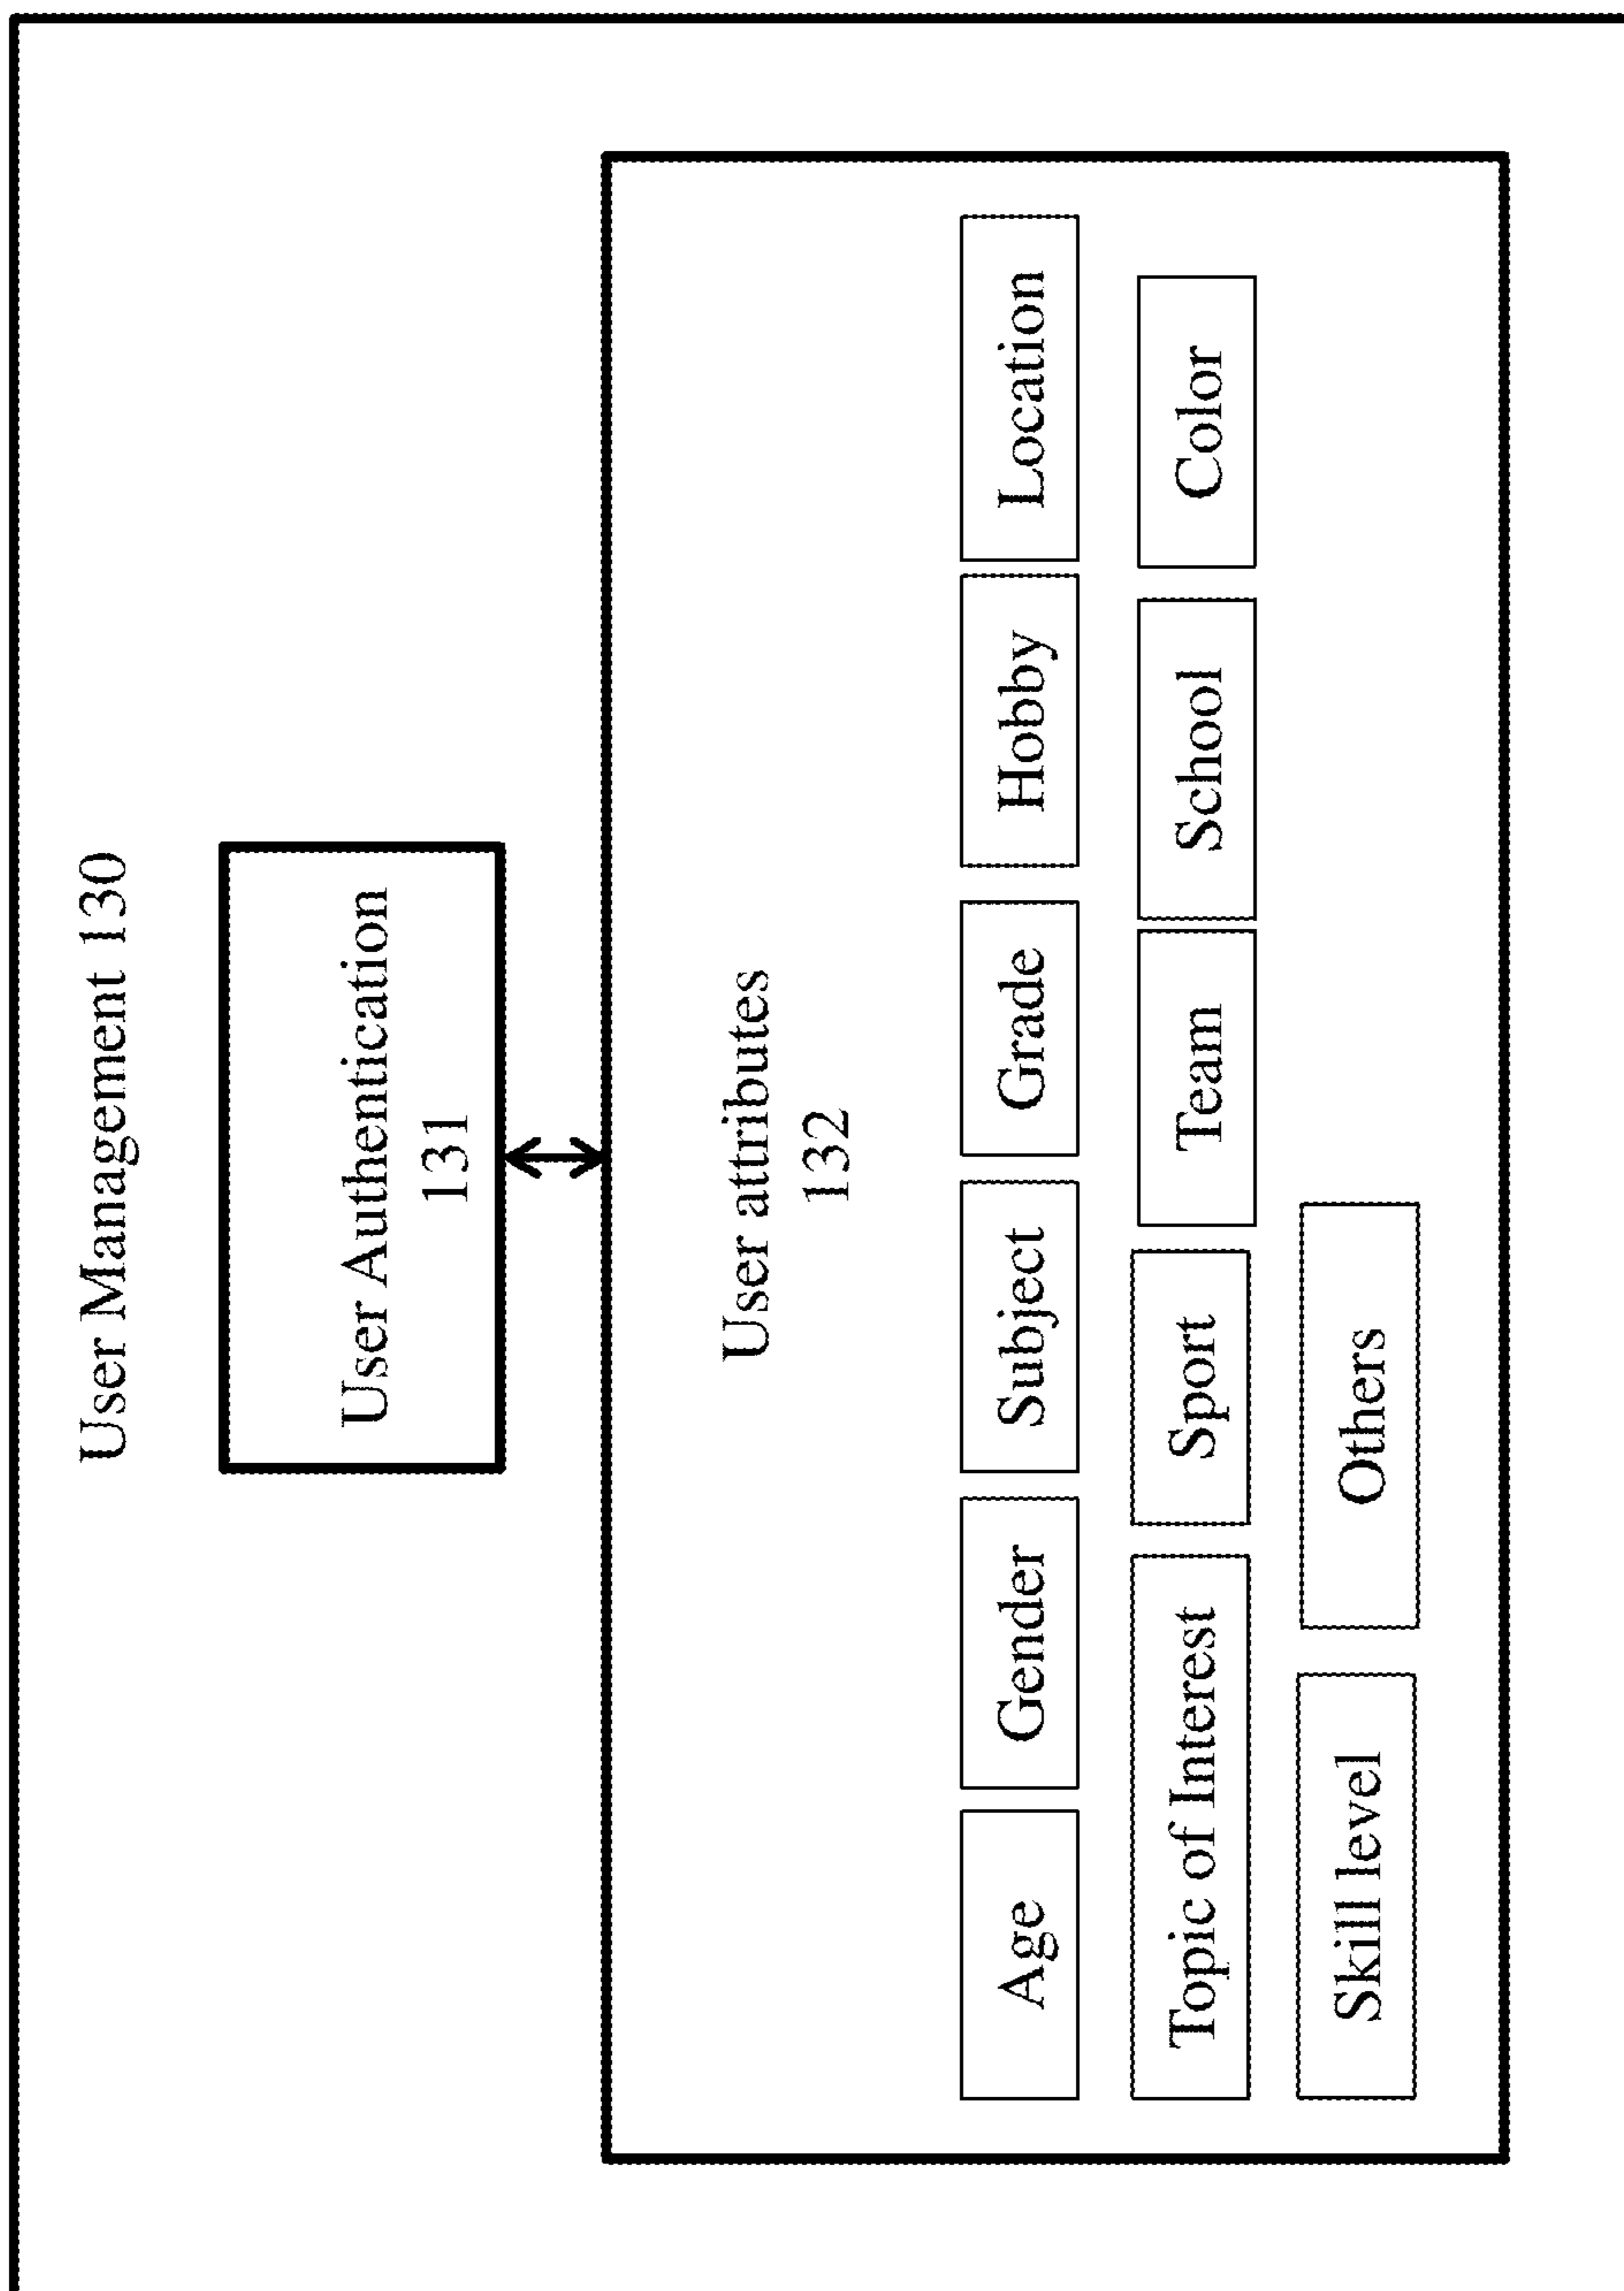 User Management 130
User Authentication
131
User attributes
132
Age
Gender
Subject
Grade
Hobby
Location
Topic of Interest
Sport
Team
School
Color
Skill level
Others